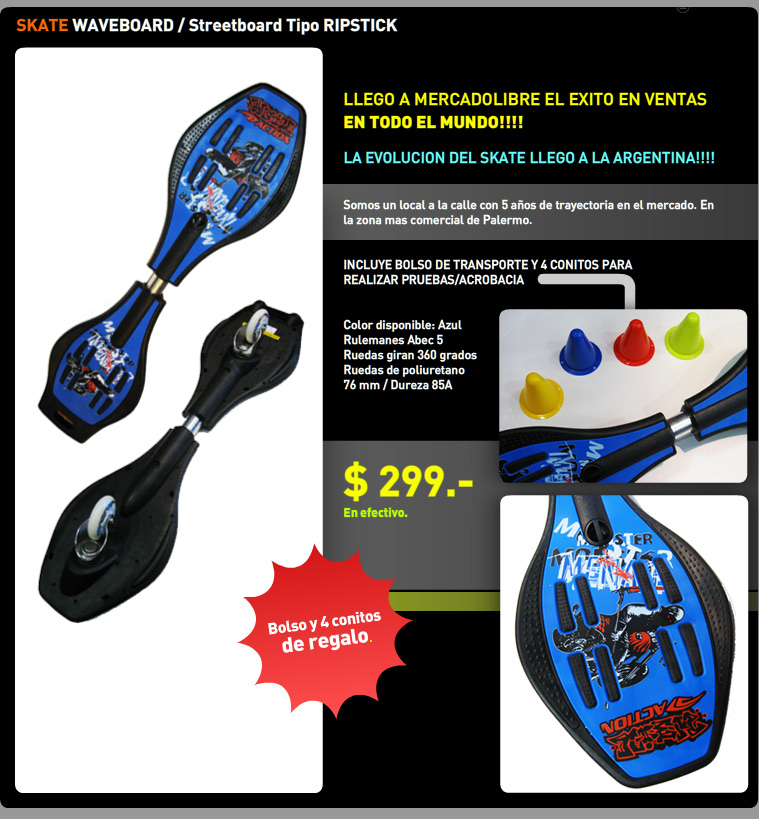 SKATE WAVEBOARD / Streetboard Tipo RIPSTICK
LLEGO A MERCADOLIBRE EL EXITO EN VENTAS
EN TODO EL MUNDO!!!!
LA EVOLUCION DEL SKATE LLEGO A LA ARGENTINA!!!!
Somos un local a la calle con 5 años de trayectoria en el mercado. En
la zona mas comercial de Palermo.
INCLUYE BOLSO DE TRANSPORTE Y 4 CONITOS PARA
REALIZAR PRUEBAS/ACROBACIA
Color disponible: Azul
Rulemanes Abec 5
Ruedas giran 360 grados
Ruedas de poliuretano
76 mm / Dureza 85A
$ 299.-
En efectivo.
Bolso y 4 conitos
de regalo.
ACTION
ACTION